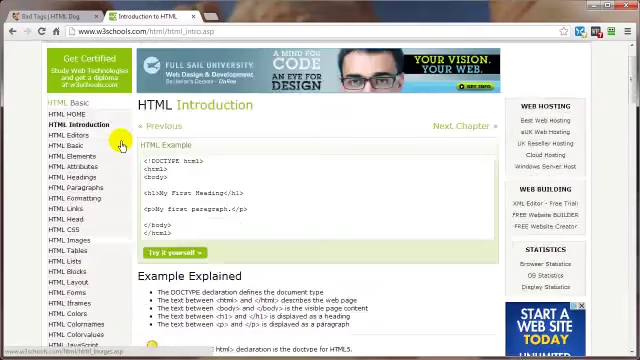 Bad Tags | HTML Dog
Introduction to HTML
www.w3schools.com/html/html_intro.asp
Get Certified
Study Web Technologies
and get a diploma
at w3schools.com
FULL SAIL UNIVERSITY
Web Design & Development
Bachelor's Degree - Online
A MIND FOR
CODE
AN EYE FOR
DESIGN
YOUR VISION,
YOUR WEB.
GET INFO
HTML Basic
HTML HOME
HTML Introduction
HTML Editors
HTML Basic
HTML Elements
HTML Attributes
HTML Headings
HTML Paragraphs
HTML Formatting
HTML Links
HTML Head
HTML CSS
HTML Images
HTML Tables
HTML Lists
HTML Blocks
HTML Layout
HTML Forms
HTML Iframes
HTML Colors
HTML Colornames
HTML Colorvalues
HTML JavaScript
www.w3schools.com/html/html_images.asp
HTML Introduction
« Previous
Next Chapter »
HTML Example
<!DOCTYPE html>
<html>
<body>
<h1>My First Heading</h1>
<p>My first paragraph.</p>
</body>
</html>
Try it yourself »
Example Explained
The DOCTYPE declaration defines the document type
The text between <html> and </html> describes the web page
The text between <body> and </body> is the visible page content
The text between <h1> and </h1> is displayed as a heading
The text between <p> and </p> is displayed as a paragraph
html> declaration is the doctype for HTML5.
WEB HOSTING
Best Web Hosting
eUK Web Hosting
UK Reseller Hosting
Cloud Hosting
Windows Server Host
WEB BUILDING
XML Editor - Free Trial!
FREE Website BUILDER
FREE Website Creator
STATISTICS
Browser Statistics
OS Statistics
Display Statistics
START A
WEB SITE
TODAY